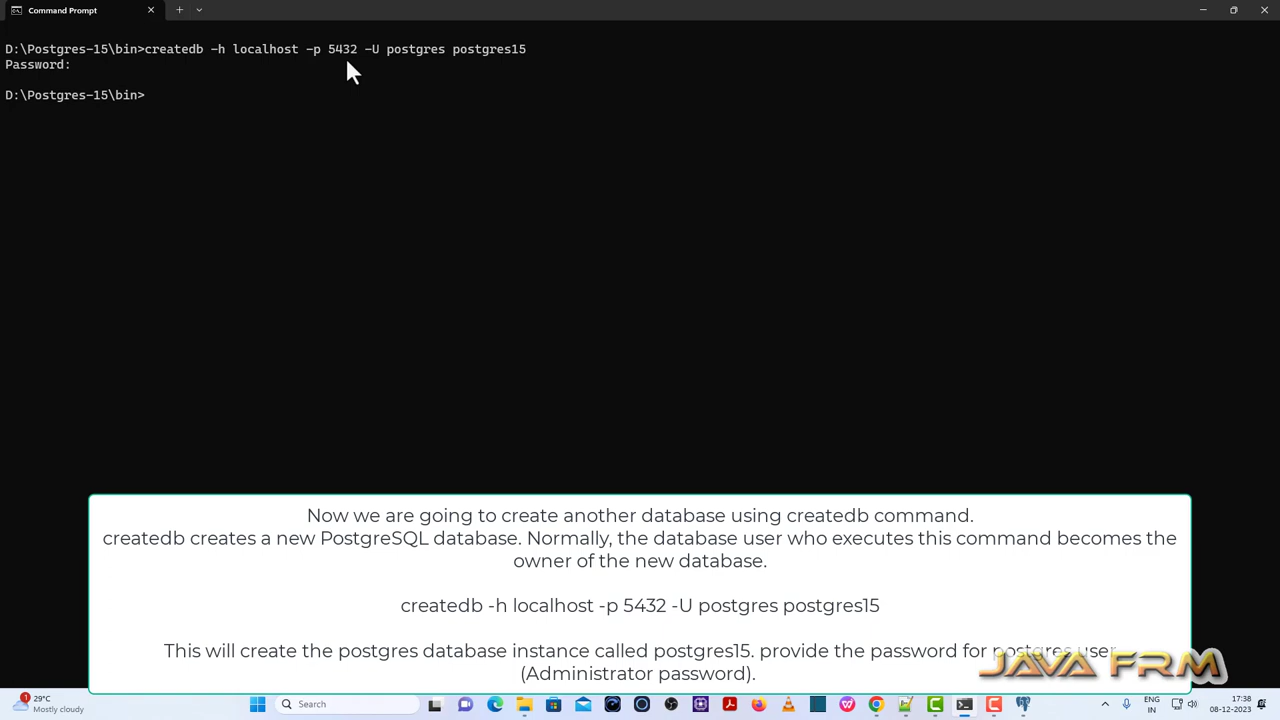 Command Prompt
D:\Postgres-15\bin>createdb -h localhost -p 5432 -U postgres postgres15
Password:
D:\Postgres-15\bin>
Now we are going to create another database using createdb command.
createdb creates a new PostgreSQL database. Normally, the database user who executes this command becomes the
owner of the new database.
createdb -h localhost -p 5432 -U postgres postgres15
This will create the postgres database instance called postgres15. provide the password for postgres user
(Administrator password).
JAVA FRM
1
29°C
Mostly cloudy
Search
ENG
IN
17:38
08-12-2023